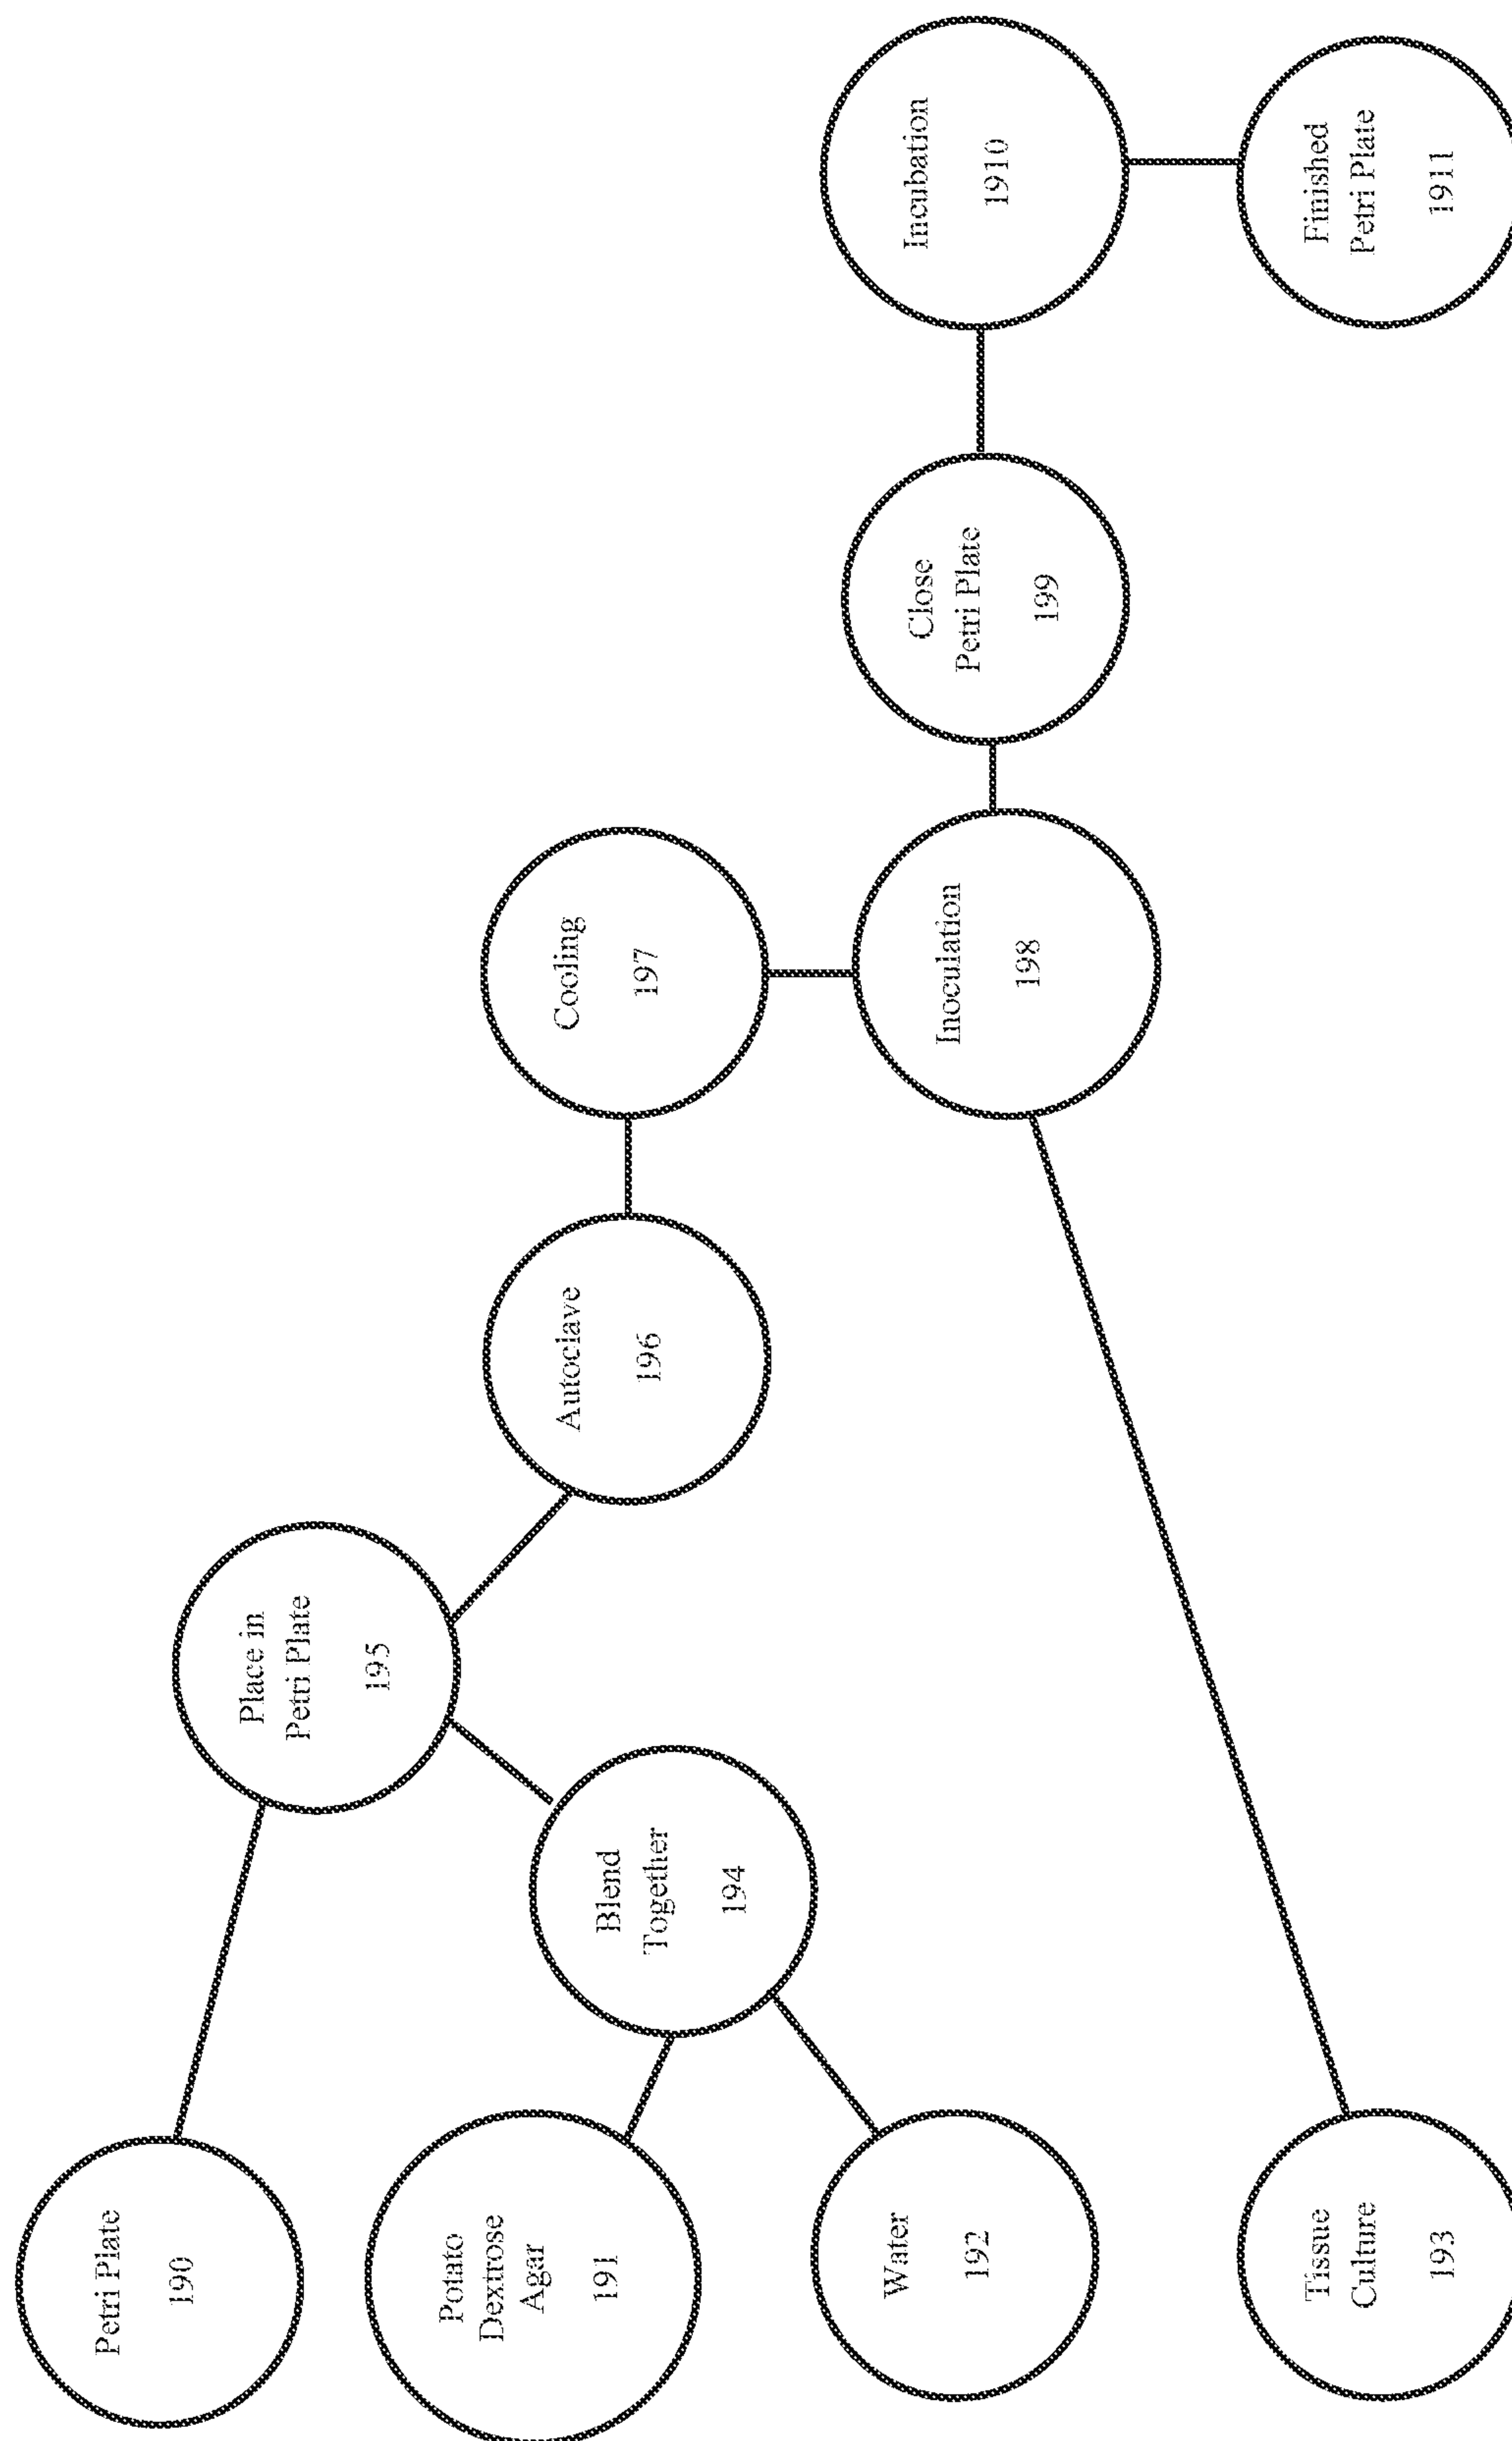 Petri Plate
190
Potato
Dextrose
Agar
191
Water
192
Tissue
Culture
193
Blend
Together
194
Place in
Petri Plate
195
Autoclave
196
Cooling
197
Inoculation
198
Close
Petri Plate
199
Incubation
1910
Finished
Petri Plate
1911